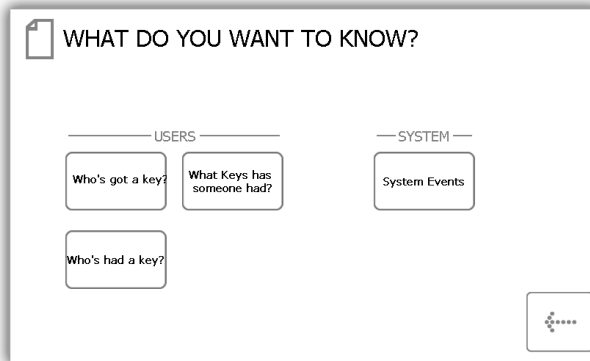 WHAT DO YOU WANT TO KNOW?
USERS
SYSTEM
Who's got a key?
What Keys has
someone had?
System Events
Who's had a key?